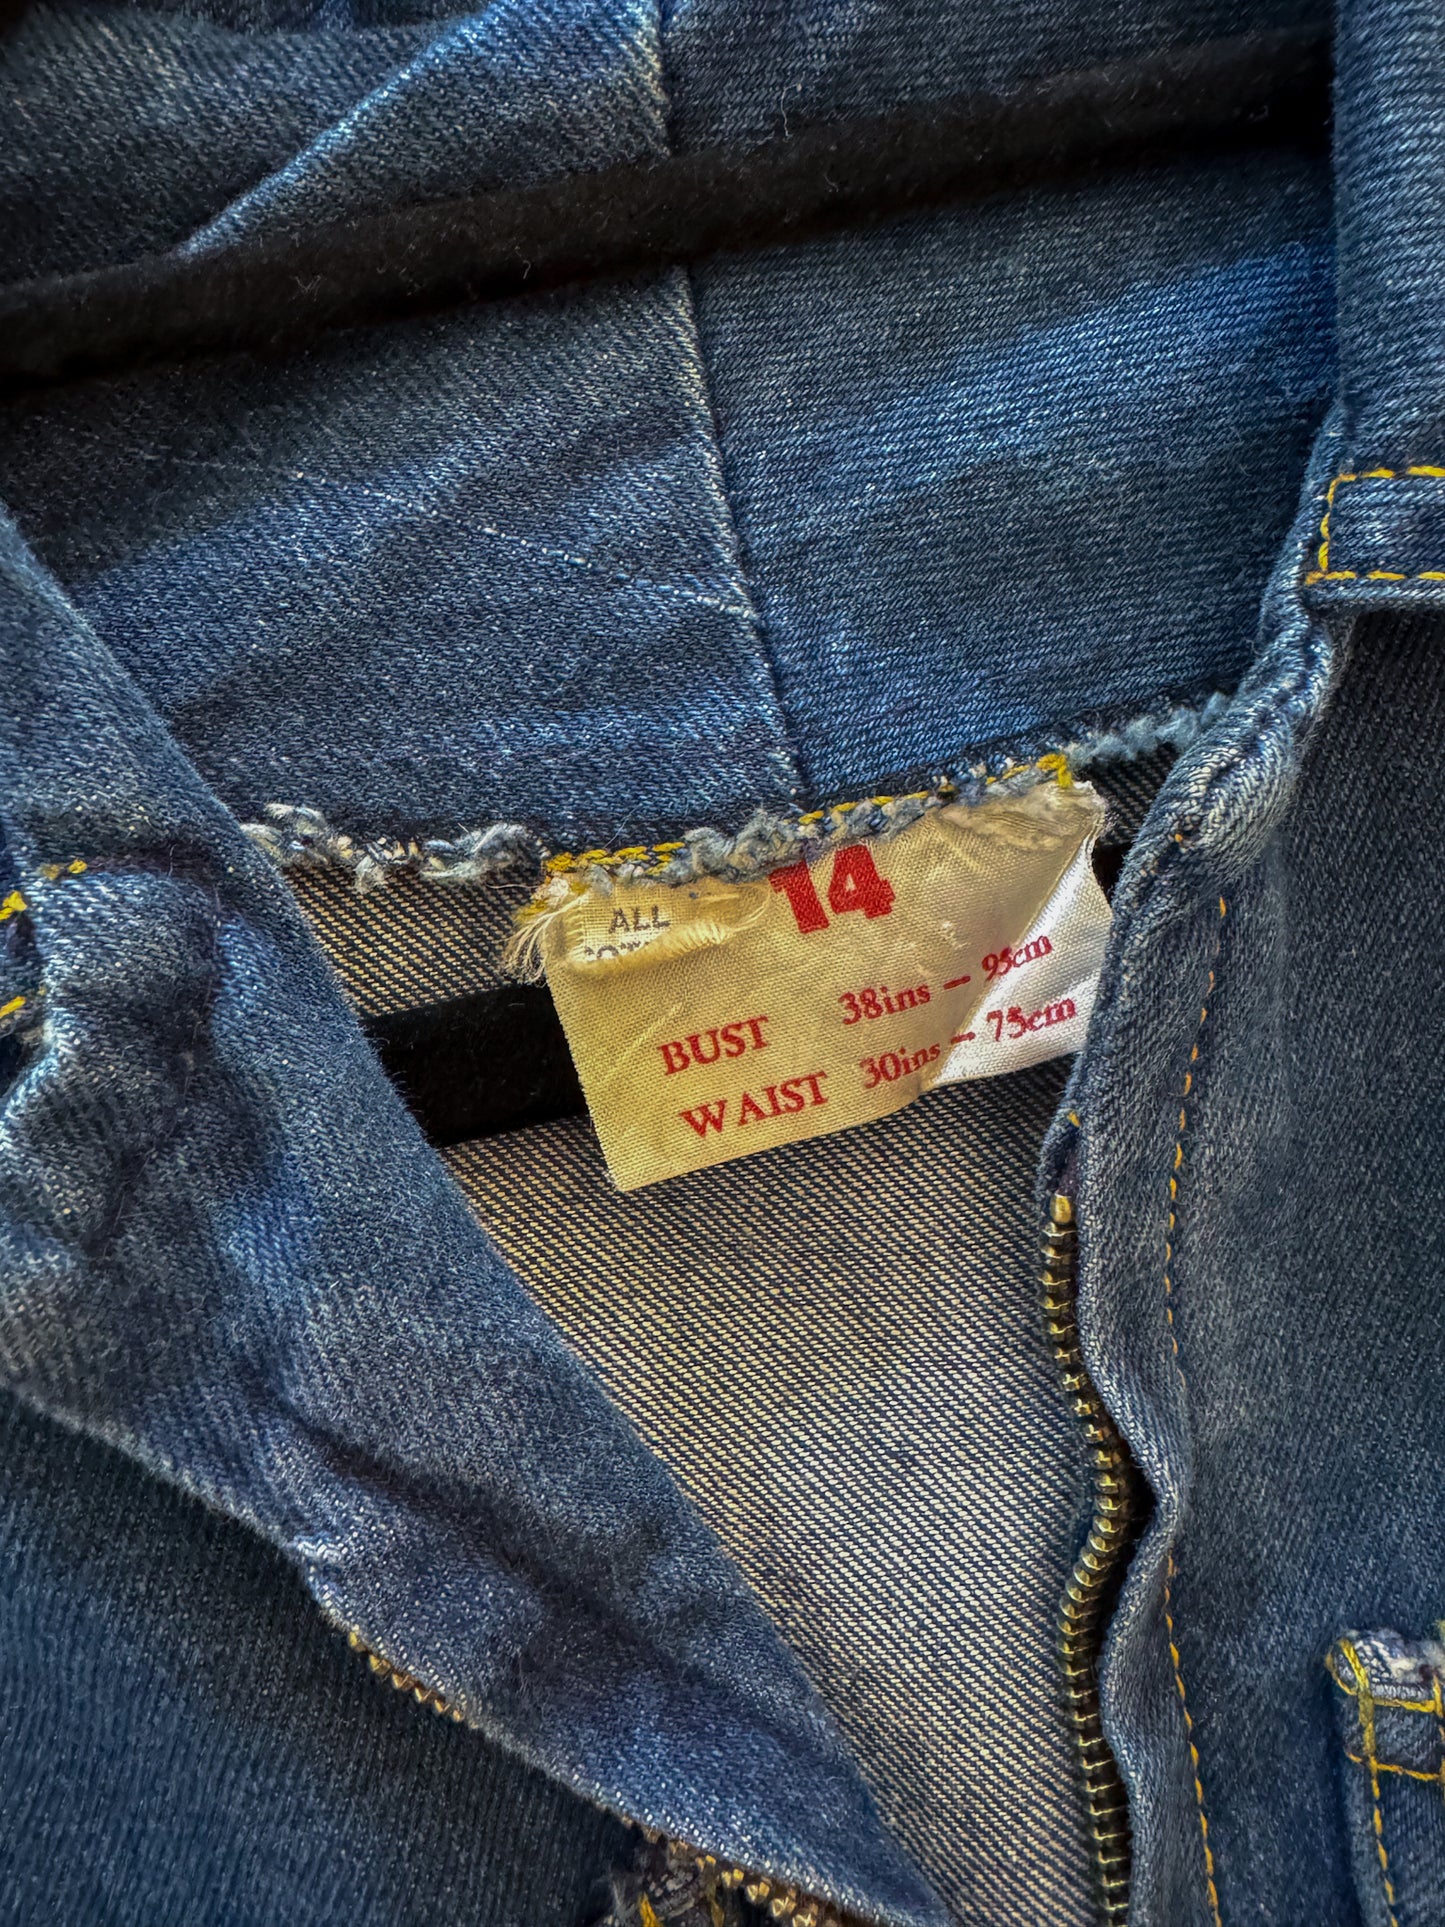 14
ALL
BUST 38ins - 95cm
WAIST 30ins - 75cm